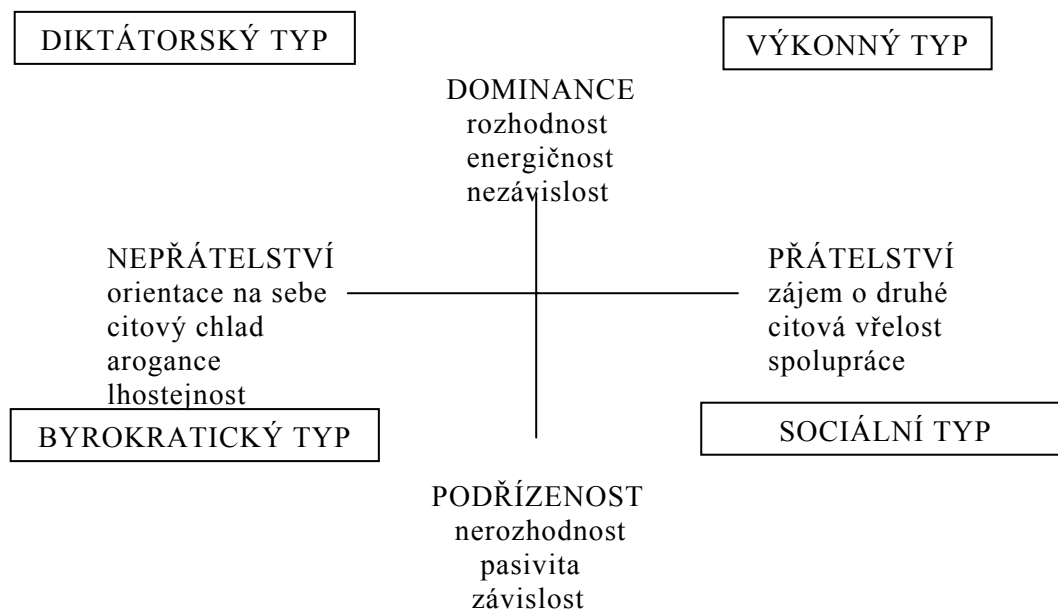 DIKTÁTORSKÝ TYP
VÝKONNÝ TYP
DOMINANCE
rozhodnost
energičnost
nezávislost
NEPŘÁTELSTVÍ
orientace na sebe
citový chlad
arogance
lhostejnost
PŘÁTELSTVÍ
zájem o druhé
citová vřelost
spolupráce
BYROKRATICKÝ TYP
SOCIÁLNÍ TYP
PODŘÍZENOST
nerozhodnost
pasivita
závislost